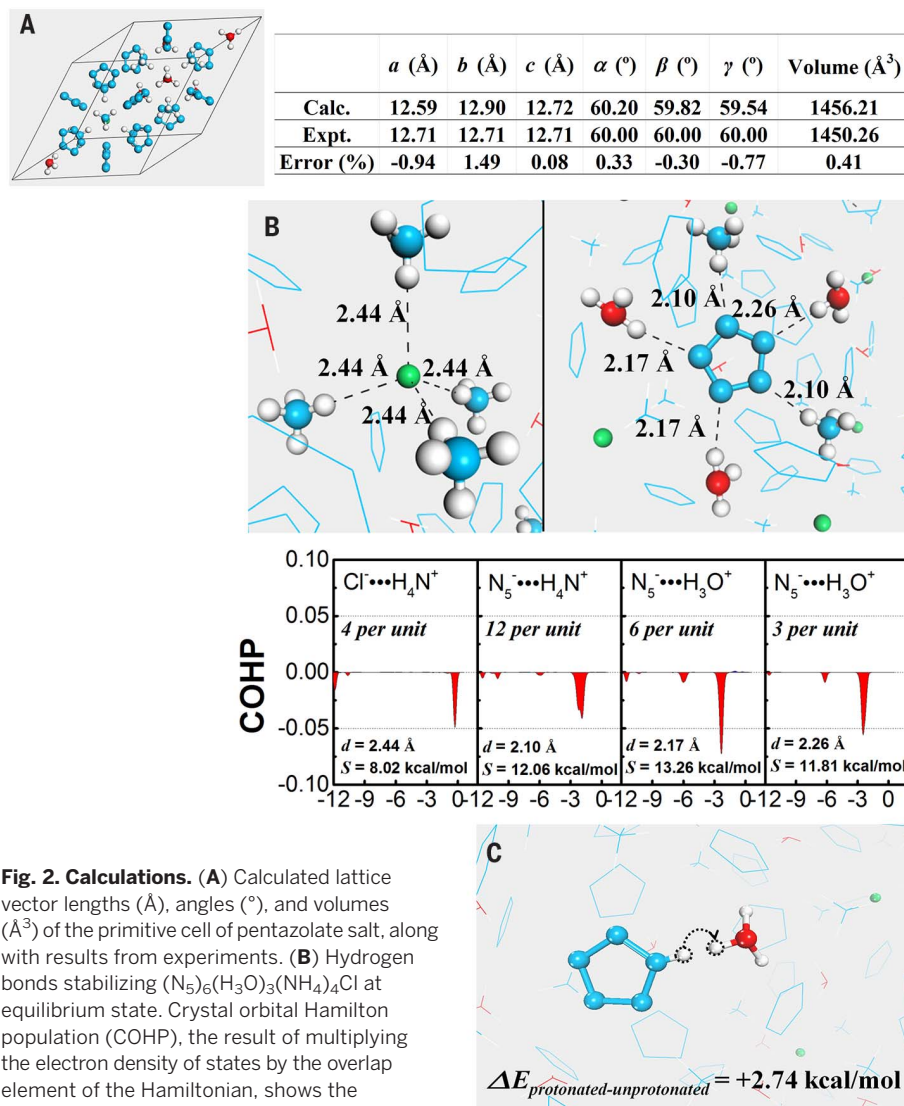 A
a (Å) b (Å) c (Å) α (º) β (º) γ (º) Volume (Å³)
Calc. 12.59 12.90 12.72 60.20 59.82 59.54 1456.21
Expt. 12.71 12.71 12.71 60.00 60.00 60.00 1450.26
Error (%) -0.94 1.49 0.08 0.33 -0.30 -0.77 0.41
B
2.44 Å
2.44 Å 2.44 Å
2.44 Å
2.10 Å 2.26 Å
2.17 Å
2.10 Å
2.17 Å
COHP
0.10
0.05
0.00
-0.05
-0.10
Cl⁻•••H₄N⁺
4 per unit
d = 2.44 Å
S = 8.02 kcal/mol
N₅⁻•••H₄N⁺
12 per unit
d = 2.10 Å
S = 12.06 kcal/mol
N₅⁻•••H₃O⁺
6 per unit
d = 2.17 Å
S = 13.26 kcal/mol
N₅⁻•••H₃O⁺
3 per unit
d = 2.26 Å
S = 11.81 kcal/mol
-12 -9 -6 -3 0 -12 -9 -6 -3 0 -12 -9 -6 -3 0 -12 -9 -6 -3 0
Fig. 2. Calculations. (A) Calculated lattice
vector lengths (Å), angles (°), and volumes
(Å³) of the primitive cell of pentazolate salt, along
with results from experiments. (B) Hydrogen
bonds stabilizing (N₅)₆(H₃O)₃(NH₄)₄Cl at
equilibrium state. Crystal orbital Hamilton
population (COHP), the result of multiplying
the electron density of states by the overlap
element of the Hamiltonian, shows the
C
ΔE protonated-unprotonated = +2.74 kcal/mol